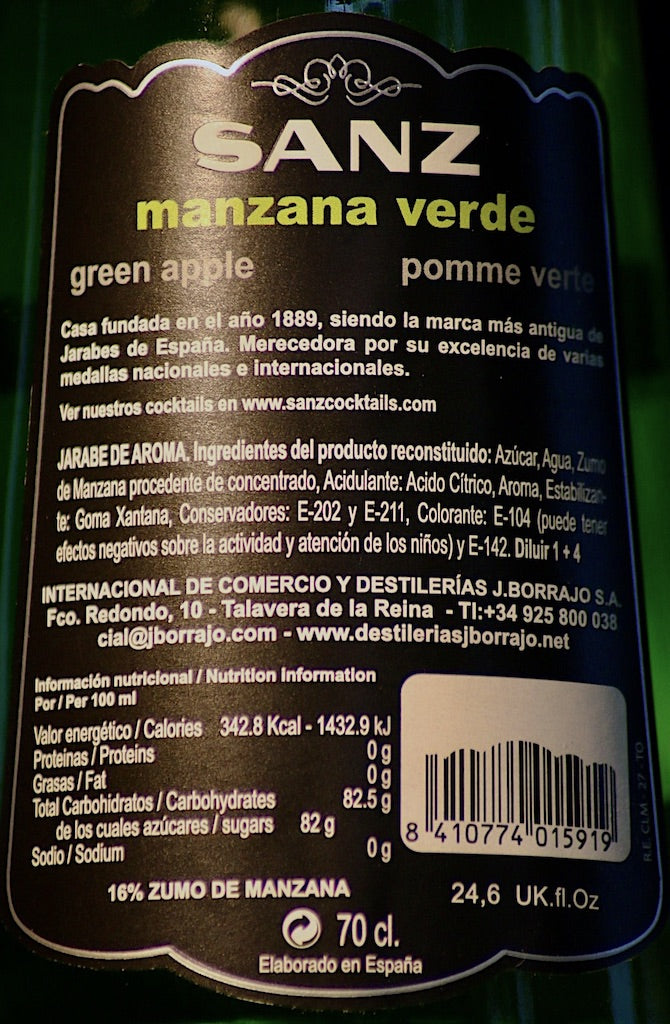 SANZ
manzana verde
green apple pomme verte
Casa fundada en el año 1889, siendo la marca más antigua de
Jarabes de España. Merecedora por su excelencia de varias
medallas nacionales e internacionales.
Ver nuestros cocktails en www.sanzcocktails.com
JARABE DE AROMA. Ingredientes del producto reconstituido: Azúcar, Agua, Zumo
de Manzana procedente de concentrado, Acidulante: Acido Cítrico, Aroma, Estabilizan-
te: Goma Xantana, Conservadores: E-202 y E-211, Colorante: E-104 (puede tener
efectos negativos sobre la actividad y atención de los niños) y E-142. Diluir 1 + 4
INTERNACIONAL DE COMERCIO Y DESTILERÍAS J.BORRAJO S.A.
Fco. Redondo, 10 - Talavera de la Reina - Tl:+34 925 800 038
cial@jborrajo.com - www.destileriasjborrajo.net
Información nutricional / Nutrition Information
Por / Per 100 ml
Valor energético / Calories 342.8 Kcal - 1432.9 kJ
Proteinas / Proteins 0 g
Grasas / Fat 0 g
Total Carbohidratos / Carbohydrates 82.5 g
de los cuales azúcares / sugars 82 g
Sodio / Sodium 0 g
8 410774 015919
R.E. CLM - 27 - TO
16% ZUMO DE MANZANA
24,6 UK.fl.Oz
70 cl.
Elaborado en España